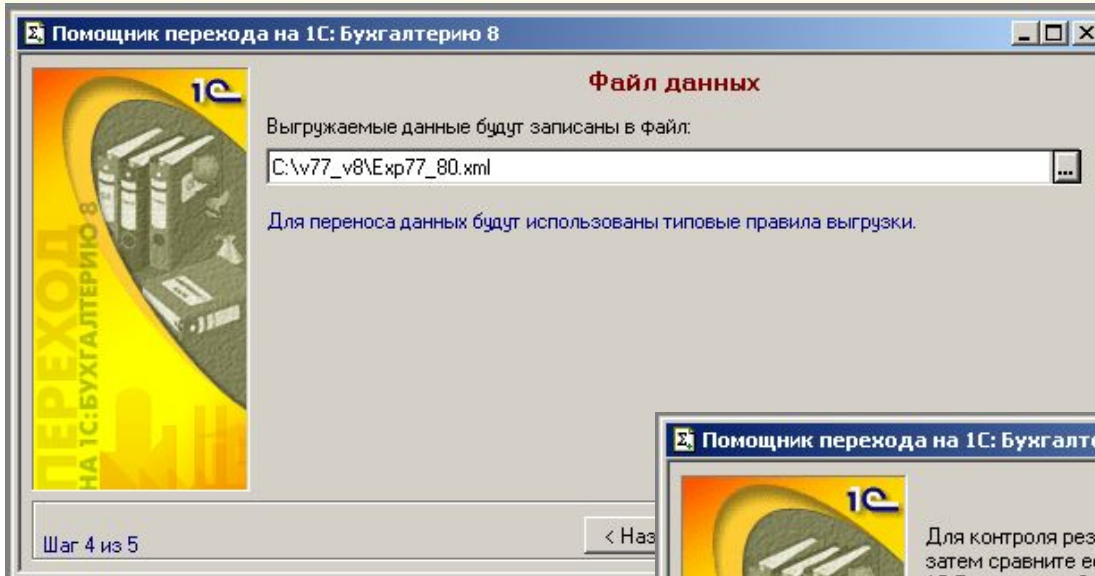 Помощник перехода на 1С: Бухгалтерию 8
1С
ПЕРЕХОД
НА 1С:БУХГАЛТЕРИЮ 8
Файл данных
Выгружаемые данные будут записаны в файл:
C:\v77_v8\Exp77_80.xml
...
Для переноса данных будут использованы типовые правила выгрузки.
Шаг 4 из 5
< Наз
Помощник перехода на 1С: Бухгалте
1С
Для контроля рез
затем сравните ее